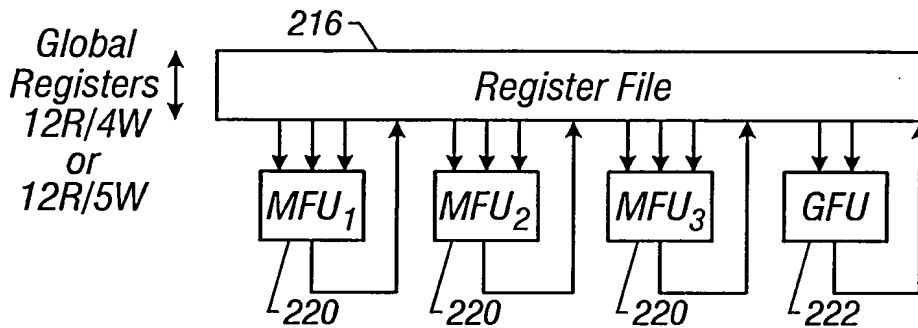 216
Global
Registers
12R/4W
or
12R/5W
Register File
MFU1
MFU2
MFU3
GFU
220
220
220
222